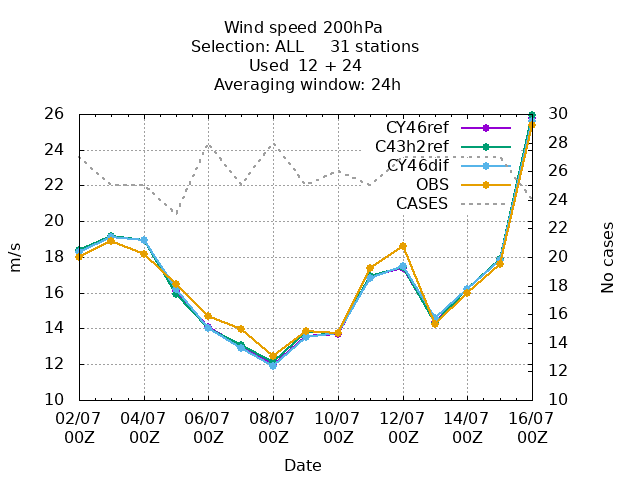 Wind speed 200hPa
Selection: ALL 31 stations
Used 12 + 24
Averaging window: 24h
26 30
CY46ref
28
24 C43h2ref
26
CY46dif
22 OBS
24
CASES
20 22
18 20
m/s
No cases
18
16
16
14
14
12
12
10 10
02/07 04/07 06/07 08/07 10/07 12/07 14/07 16/07
00Z 00Z 00Z 00Z 00Z 00Z 00Z 00Z
Date